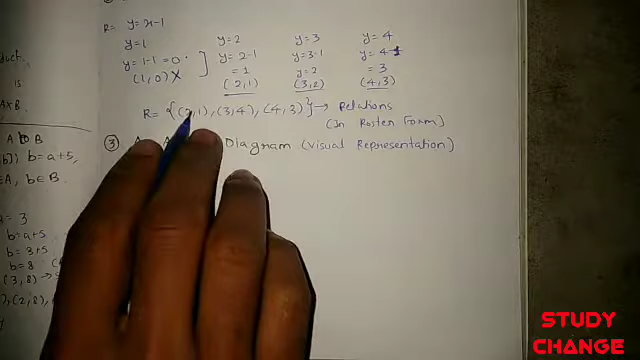 R= y=x-1
y=1 y=2 y=3 y=4
y=1-1=0 y=2-1 y=3-1 y=4-1
(1,0)X =1 y=2 =3
(2,1) (3,2) (4,3)
R= {(2,1),(3,4),(4,3)} → Relations
(In Roster Form)
③ A Diagram (Visual Representation)
duct.
is
A×B
b = a+5,
∈A, b∈B
= 3
b=a+5
b=3+5
b=8
(3,8) →
), (2,8),
STUDY
CHANGE